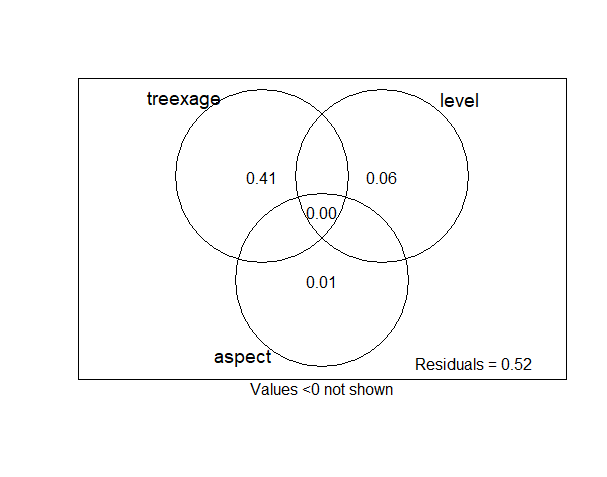 treexage
level
0.41
0.06
0.00
0.01
aspect
Residuals = 0.52
Values <0 not shown